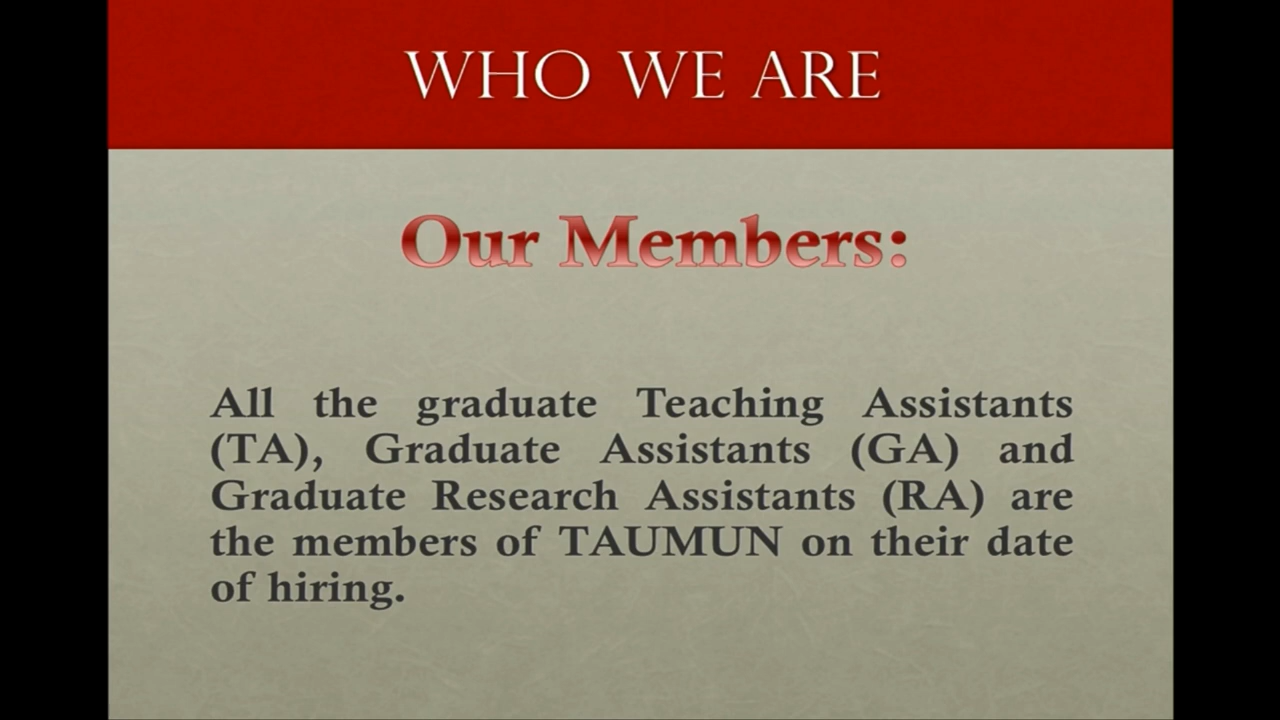 WHO WE ARE
Our Members:
All the graduate Teaching Assistants
(TA), Graduate Assistants (GA) and
Graduate Research Assistants (RA) are
the members of TAUMUN on their date
of hiring.